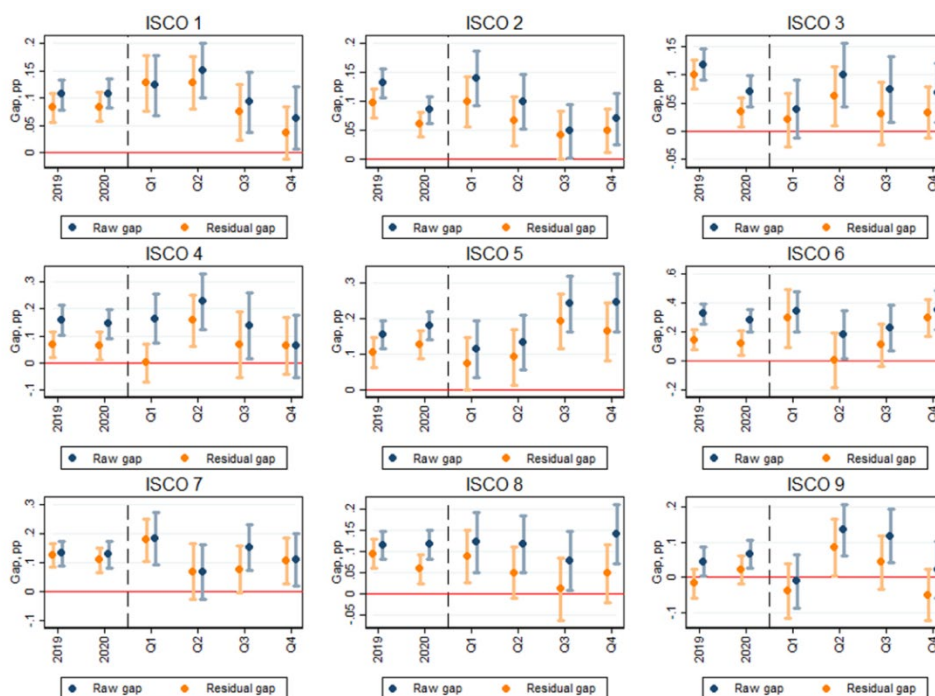 ISCO 1
Gap, pp
.2
.15
.1
.05
0
2019
2020
Q1
Q2
Q3
Q4
Raw gap Residual gap
ISCO 2
Gap, pp
.2
.15
.1
.05
0
2019
2020
Q1
Q2
Q3
Q4
Raw gap Residual gap
ISCO 3
Gap, pp
.15
.1
.05
0
-.05
2019
2020
Q1
Q2
Q3
Q4
Raw gap Residual gap
ISCO 4
Gap, pp
.3
.2
.1
0
-.1
2019
2020
Q1
Q2
Q3
Q4
Raw gap Residual gap
ISCO 5
Gap, pp
.3
.2
.1
0
2019
2020
Q1
Q2
Q3
Q4
Raw gap Residual gap
ISCO 6
Gap, pp
.6
.4
.2
0
-.2
2019
2020
Q1
Q2
Q3
Q4
Raw gap Residual gap
ISCO 7
Gap, pp
.3
.2
.1
0
-.1
2019
2020
Q1
Q2
Q3
Q4
Raw gap Residual gap
ISCO 8
Gap, pp
.2
.15
.1
.05
0
-.05
2019
2020
Q1
Q2
Q3
Q4
Raw gap Residual gap
ISCO 9
Gap, pp
.2
.1
0
-.1
2019
2020
Q1
Q2
Q3
Q4
Raw gap Residual gap